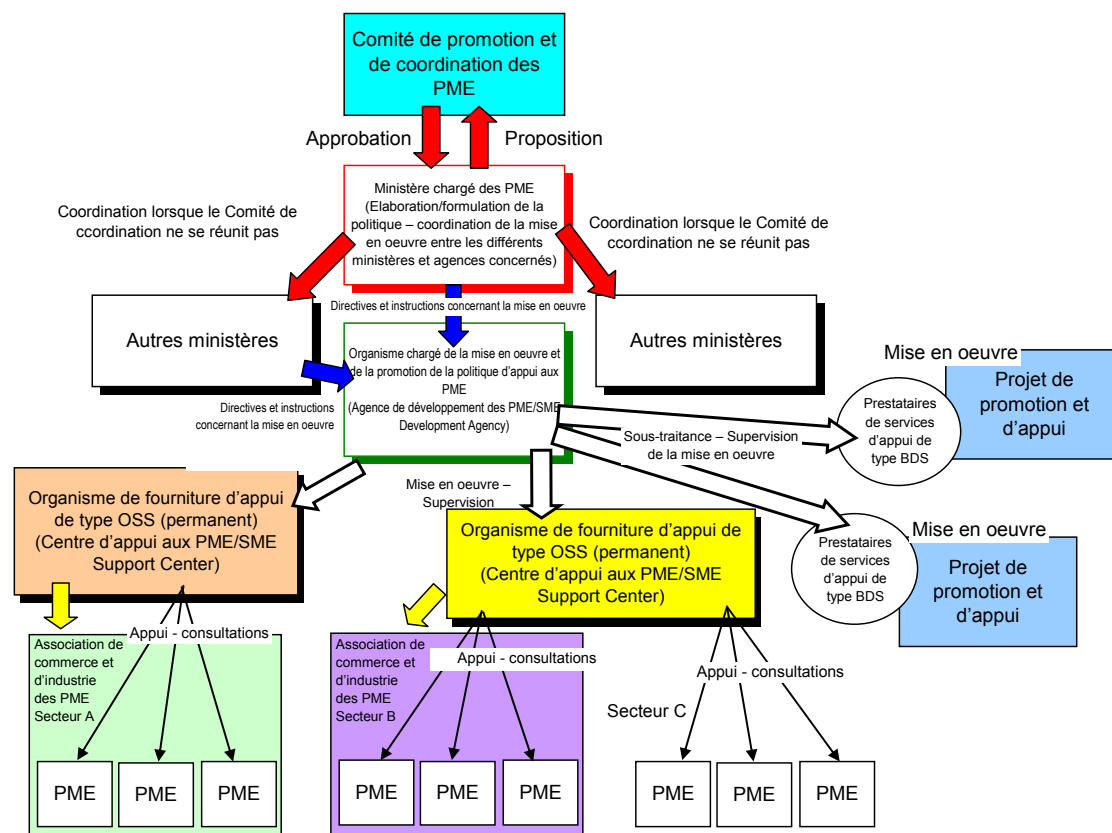 Comité de promotion et
de coordination des
PME
Approbation
Proposition
Ministère chargé des PME
(Elaboration/formulation de la
politique – coordination de la mise
en oeuvre entre les différents
ministères et agences concernés)
Coordination lorsque le Comité de
ccordination ne se réunit pas
Coordination lorsque le Comité de
ccordination ne se réunit pas
Directives et instructions concernant la mise en oeuvre
Autres ministères
Autres ministères
Organisme chargé de la mise en oeuvre et
de la promotion de la politique d'appui aux
PME
(Agence de développement des PME/SME
Development Agency)
Directives et instructions
concernant la mise en oeuvre
Mise en oeuvre
Projet de
promotion et
d'appui
Prestataires
de services
d'appui de
type BDS
Sous-traitance – Supervision
de la mise en oeuvre
Mise en oeuvre –
Supervision
Organisme de fourniture d'appui
de type OSS (permanent)
(Centre d'appui aux PME/SME
Support Center)
Organisme de fourniture d'appui de
type OSS (permanent)
(Centre d'appui aux PME/SME
Support Center)
Mise en oeuvre
Prestataires
de services
d'appui de
type BDS
Projet de
promotion et
d'appui
Association de
commerce et
d'industrie
des PME
Secteur A
Appui - consultations
Association de
commerce et
d'industrie
des PME
Secteur B
Appui - consultations
Appui - consultations
Secteur C
PME
PME
PME
PME
PME
PME
PME
PME
PME